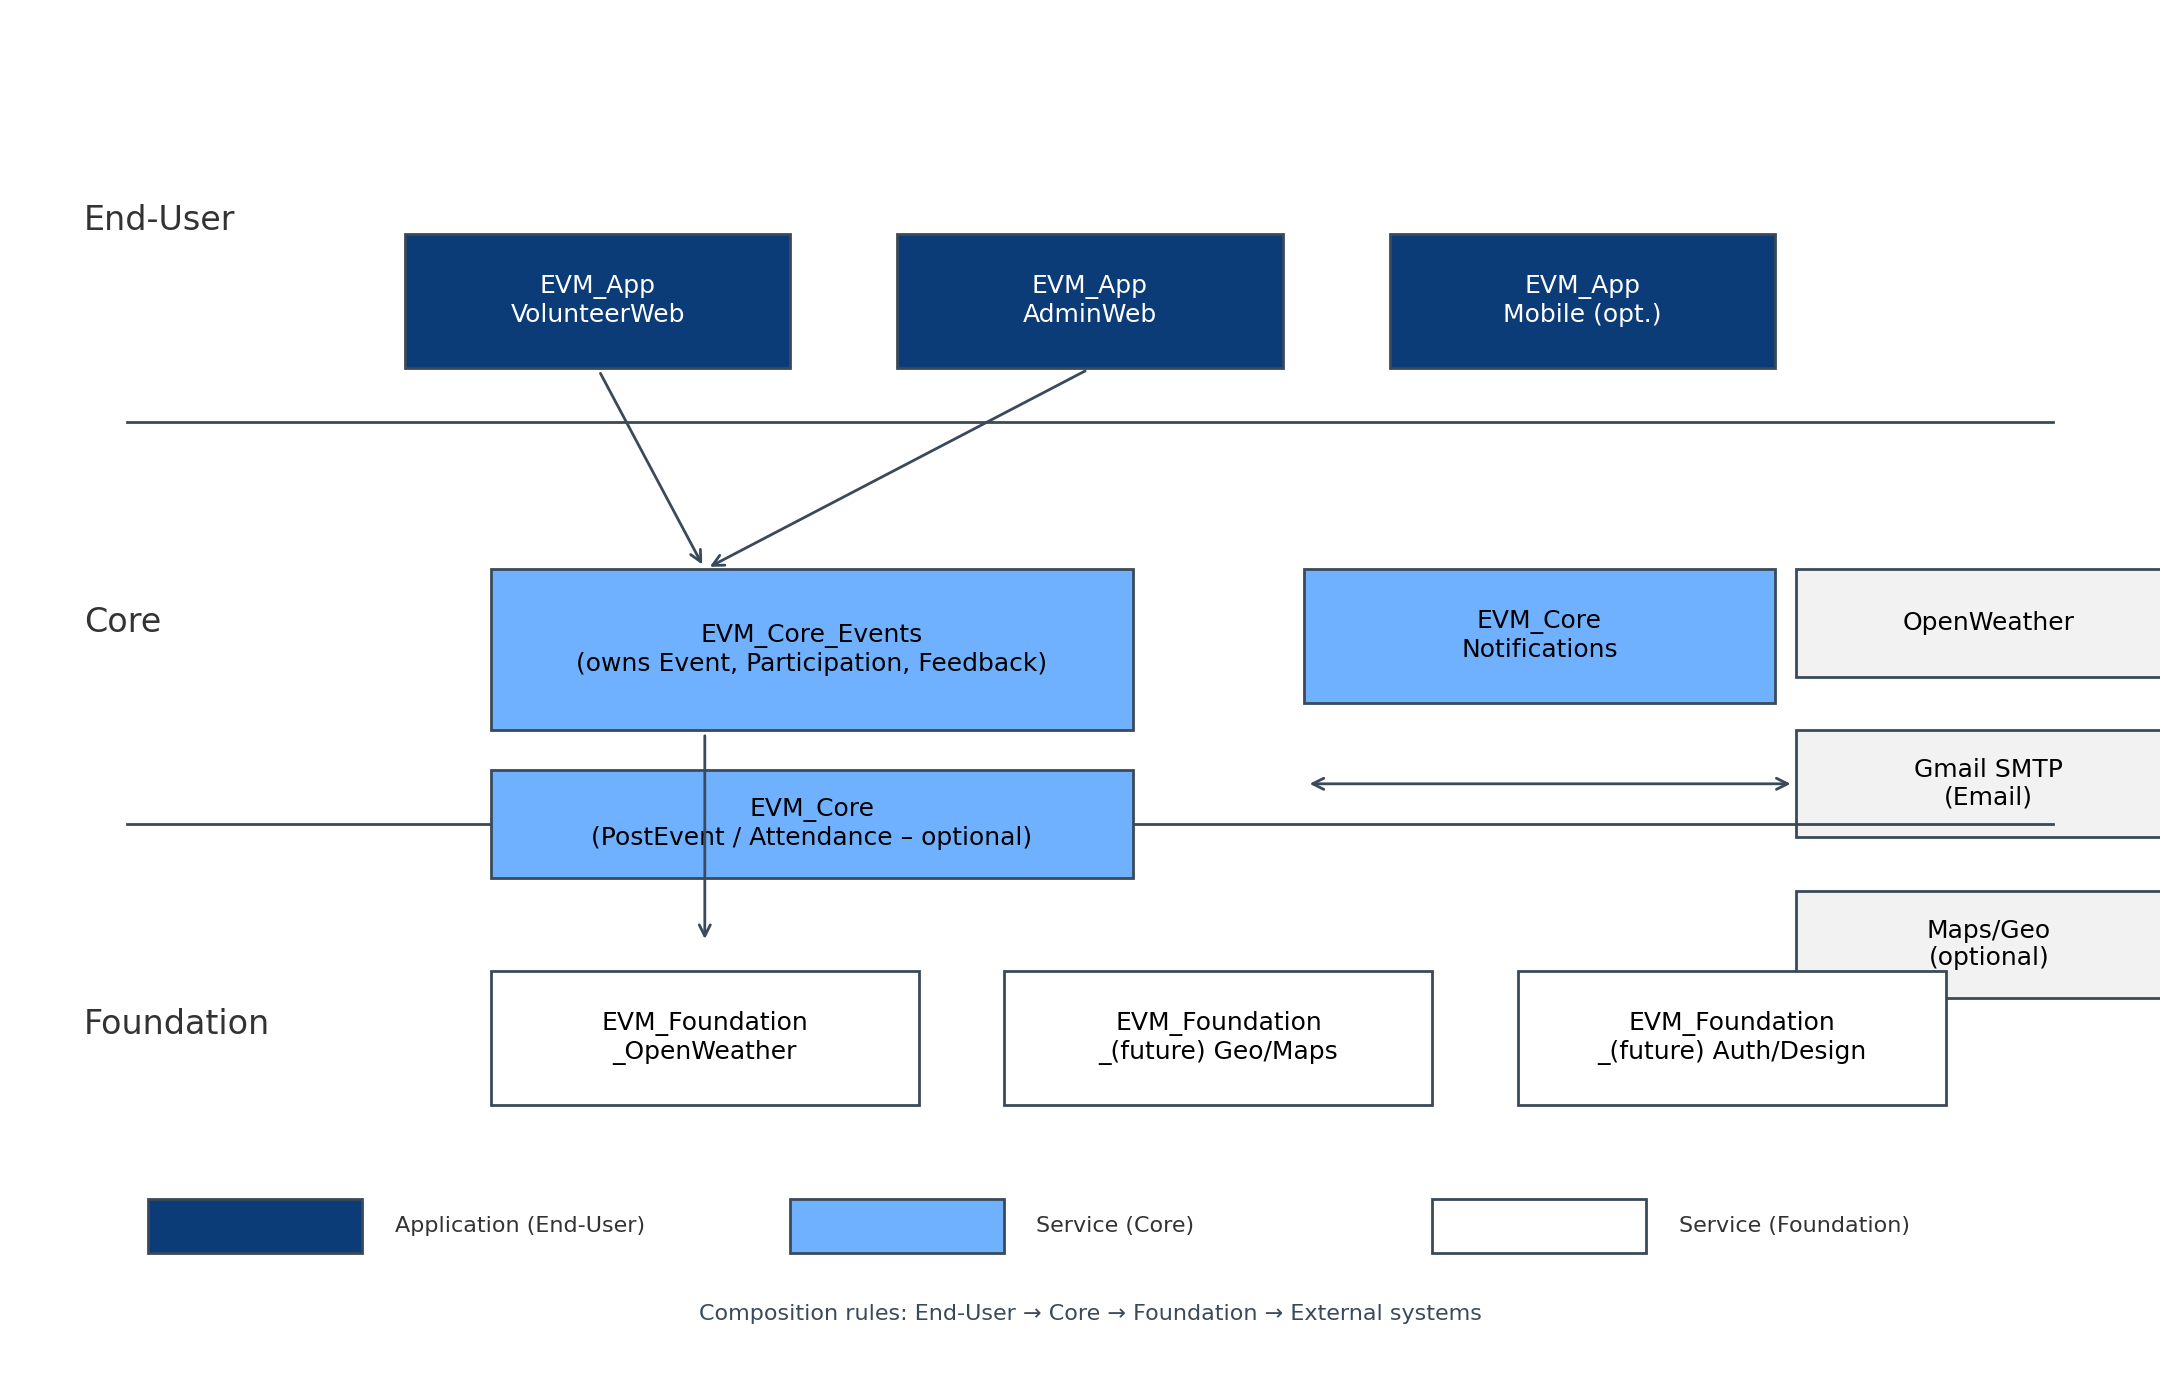 End-User
EVM_App
VolunteerWeb
EVM_App
AdminWeb
EVM_App
Mobile (opt.)
Core
EVM_Core_Events
(owns Event, Participation, Feedback)
EVM_Core
Notifications
OpenWeather
EVM_Core
(PostEvent / Attendance – optional)
Gmail SMTP
(Email)
Maps/Geo
(optional)
Foundation
EVM_Foundation
_OpenWeather
EVM_Foundation
_(future) Geo/Maps
EVM_Foundation
_(future) Auth/Design
Application (End-User)
Service (Core)
Service (Foundation)
Composition rules: End-User → Core → Foundation → External systems